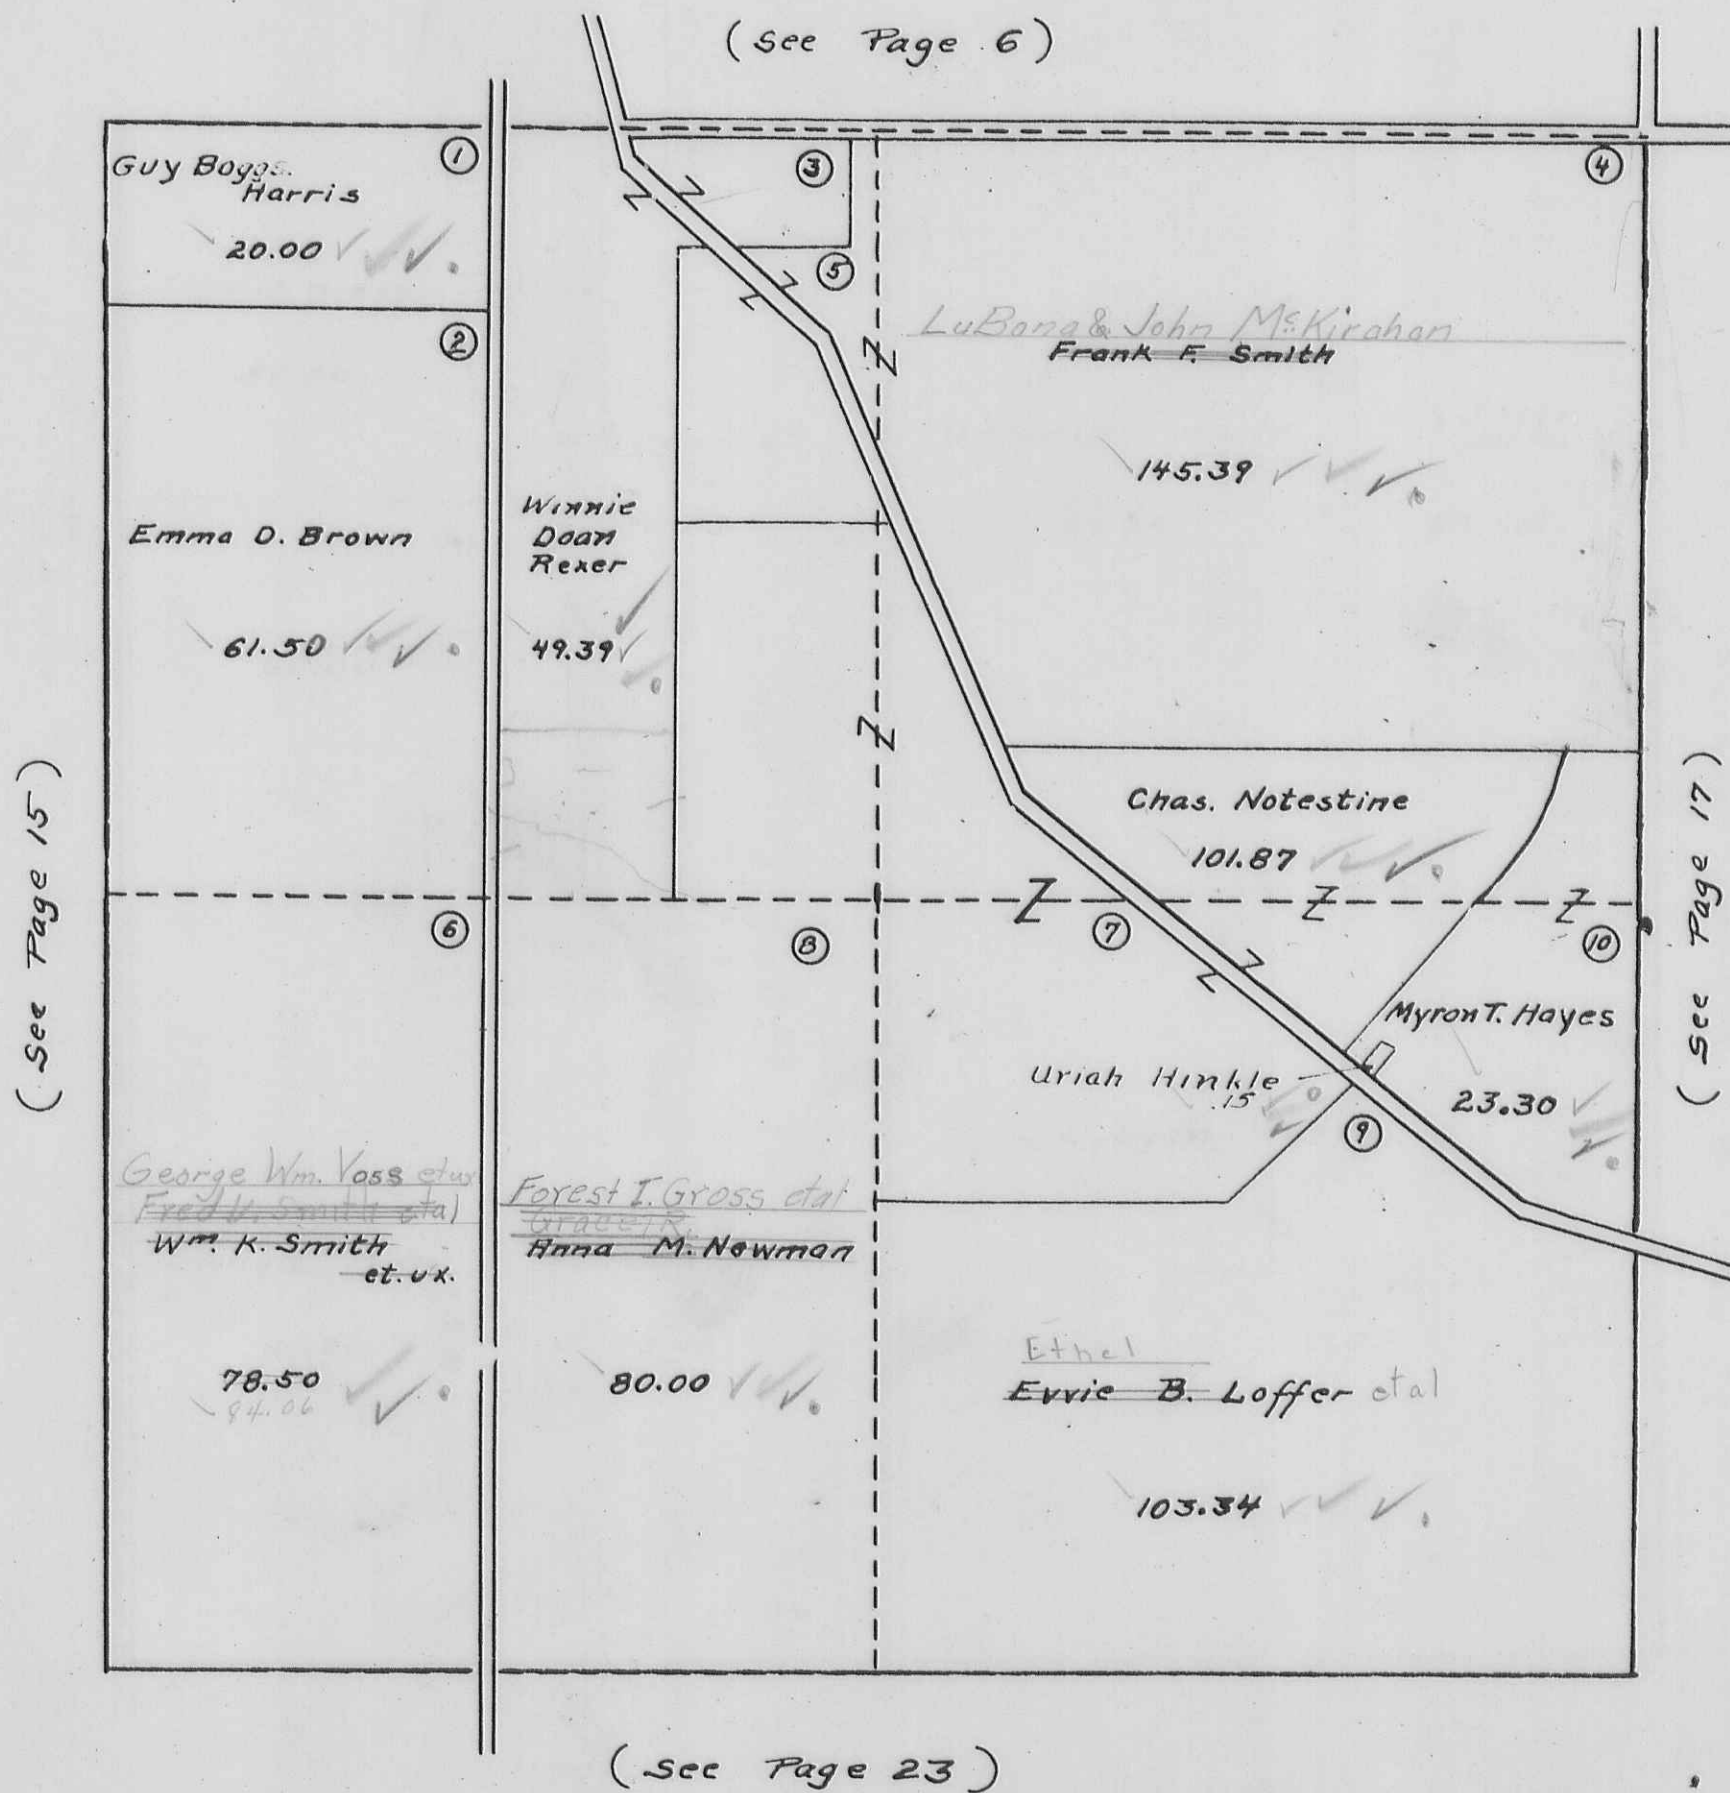 (See Page 6)
①
Guy Boggs
Harris
20.00
③
④
⑤
②
LuBona & John McKirahan
Frank F. Smith
145.39
Emma D. Brown
61.50
Winnie
Doan
Rexer
49.39
Chas. Notestine
101.87
(See Page 15)
(See Page 17)
⑥
⑧
⑦
⑩
Myron T. Hayes
23.30
Uriah Hinkle
.15
⑨
George Wm. Voss etux
Fred V. Smith etal
Wm. K. Smith
et. ux.
78.50
84.06
Forest I. Gross etal
Grace R.
Anna M. Newman
80.00
Ethel
Evvie B. Loffer etal
103.34
(See Page 23)